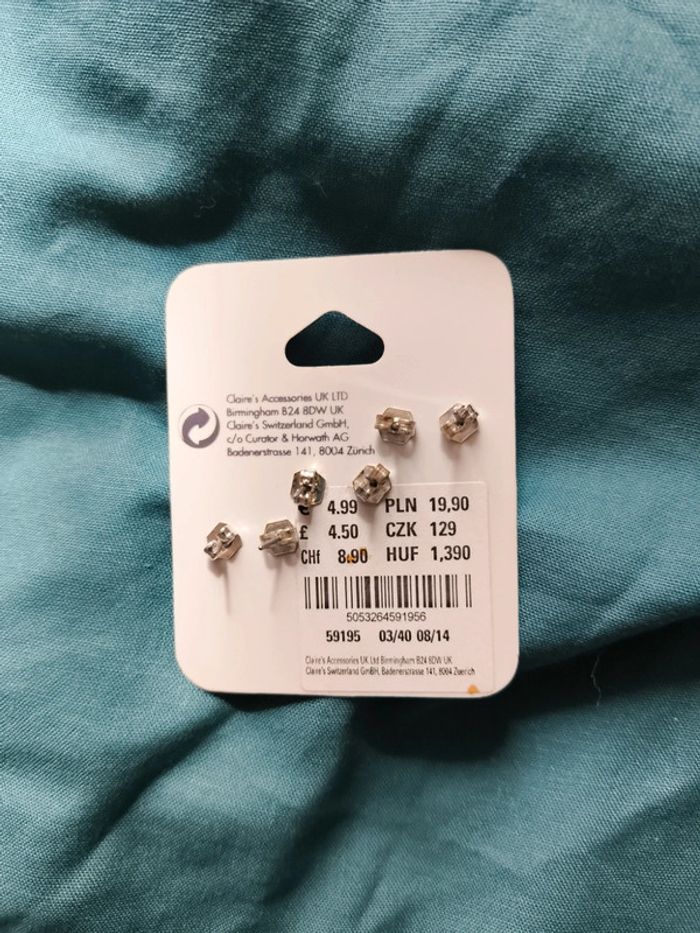 Claire's Accessories UK LTD
Birmingham B24 8DW UK
Claire's Switzerland GmbH,
c/o Curator & Horwath AG
Badenerstrasse 141, 8004 Zürich
€ 4.99 PLN 19,90
£ 4.50 CZK 129
CHf 8.90 HUF 1,390
5053264591956
59195 03/40 08/14
Claire's Accessories UK Ltd Birmingham B24 8DW UK
Claire's Switzerland GmbH, Badenerstrasse 141, 8004 Zuerich